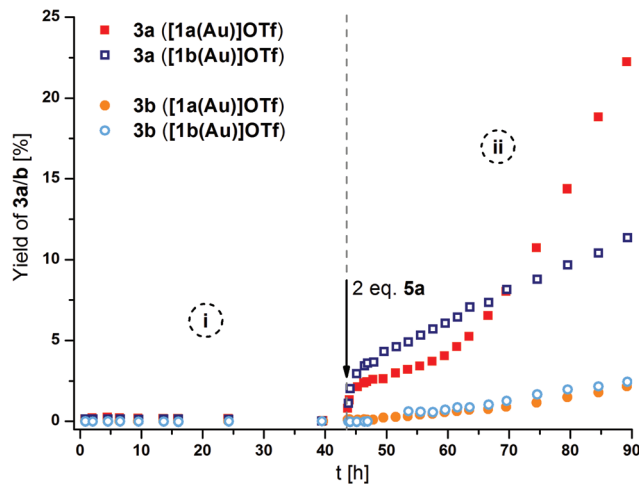 25
20
15
10
5
0
Yield of 3a/b [%]
3a ([1a(Au)]OTf)
3a ([1b(Au)]OTf)
3b ([1a(Au)]OTf)
3b ([1b(Au)]OTf)
i
ii
2 eq. 5a
0 10 20 30 40 50 60 70 80 90
t [h]